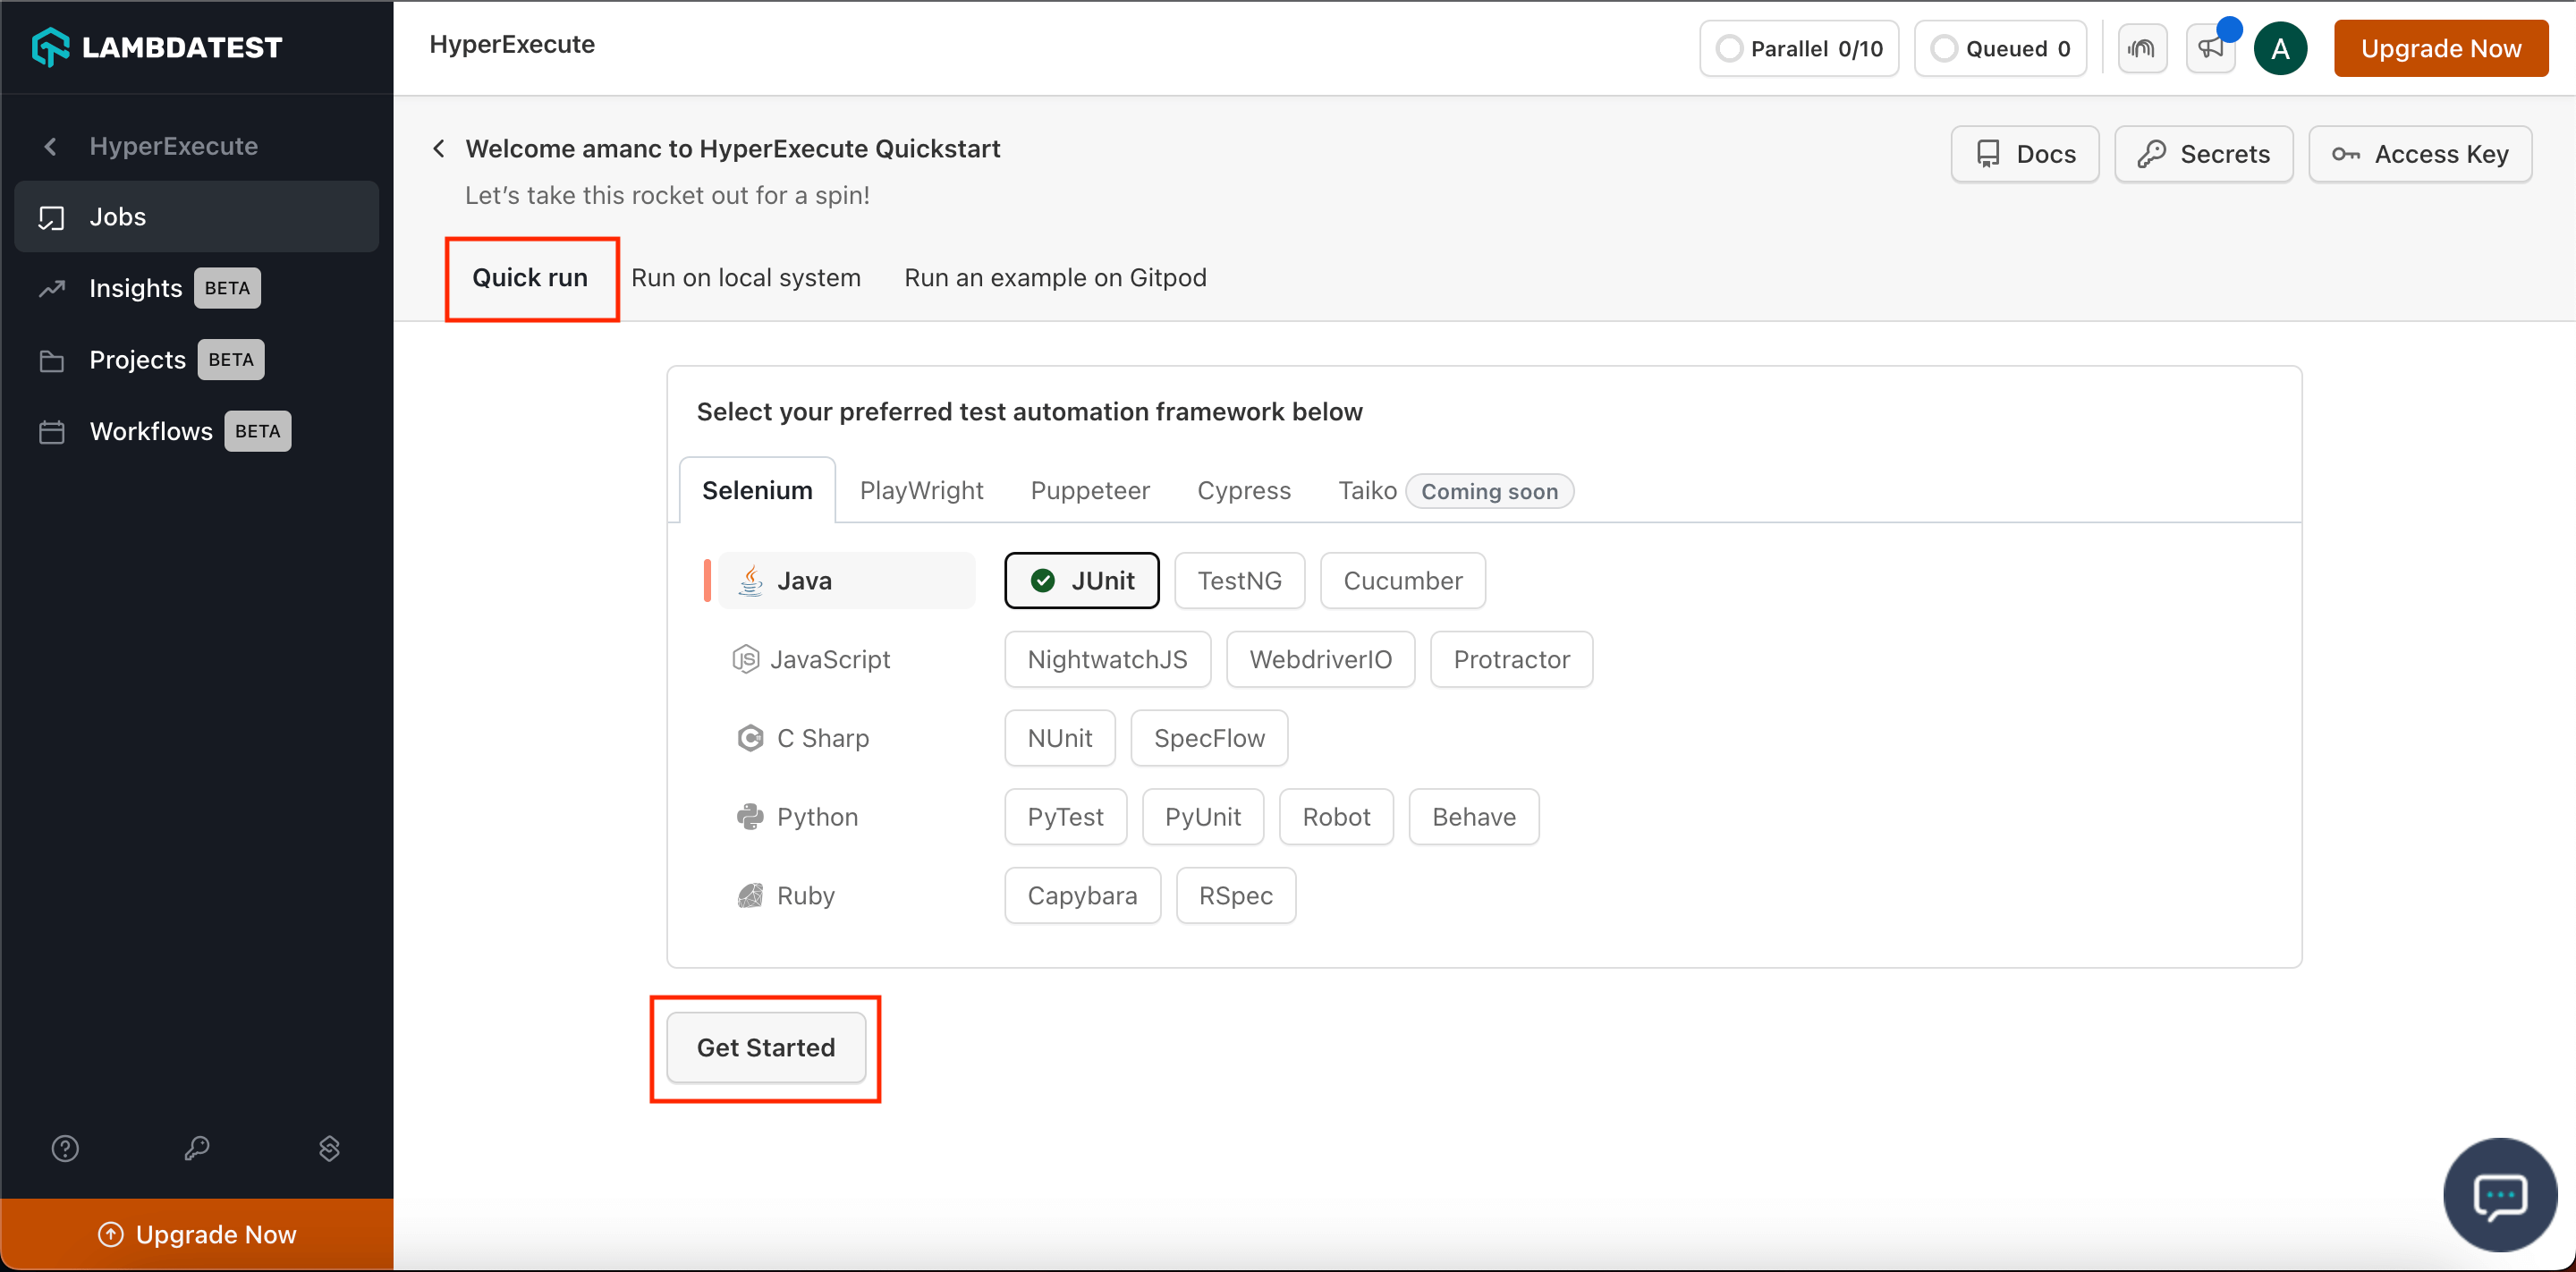 LAMBDATEST
HyperExecute
Jobs
Insights BETA
Projects BETA
Workflows BETA
Upgrade Now
HyperExecute
Parallel 0/10
Queued 0
A
Upgrade Now
Welcome amanc to HyperExecute Quickstart
Let’s take this rocket out for a spin!
Docs
Secrets
Access Key
Quick run
Run on local system
Run an example on Gitpod
Select your preferred test automation framework below
Selenium PlayWright Puppeteer Cypress Taiko Coming soon
Java JUnit TestNG Cucumber
JS JavaScript NightwatchJS WebdriverIO Protractor
C Sharp NUnit SpecFlow
Python PyTest PyUnit Robot Behave
Ruby Capybara RSpec
Get Started